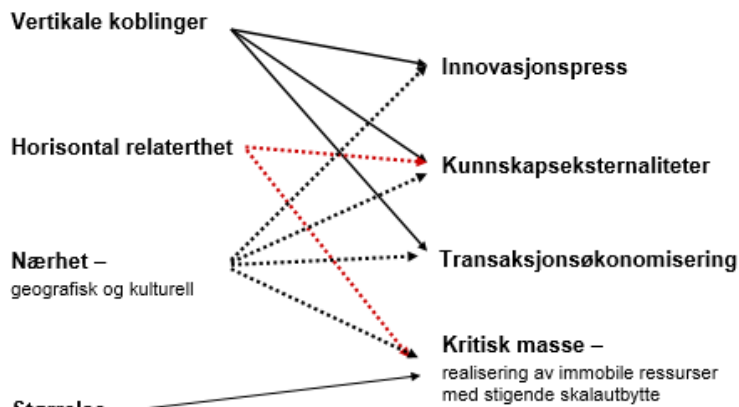 Vertikale koblinger
Innovasjonspress
Horisontal relaterthet
Kunnskapseksternaliteter
Nærhet –
geografisk og kulturell
Transaksjonsøkonomisering
Kritisk masse –
realisering av immobile ressurser
med stigende skalautbytte
Størrelse